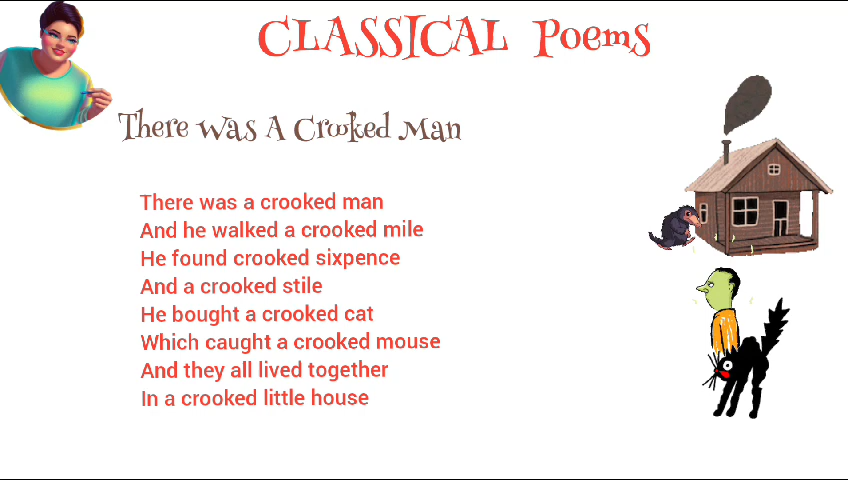 CLASSICAL Poems
There Was A Crooked Man
There was a crooked man
And he walked a crooked mile
He found crooked sixpence
And a crooked stile
He bought a crooked cat
Which caught a crooked mouse
And they all lived together
In a crooked little house